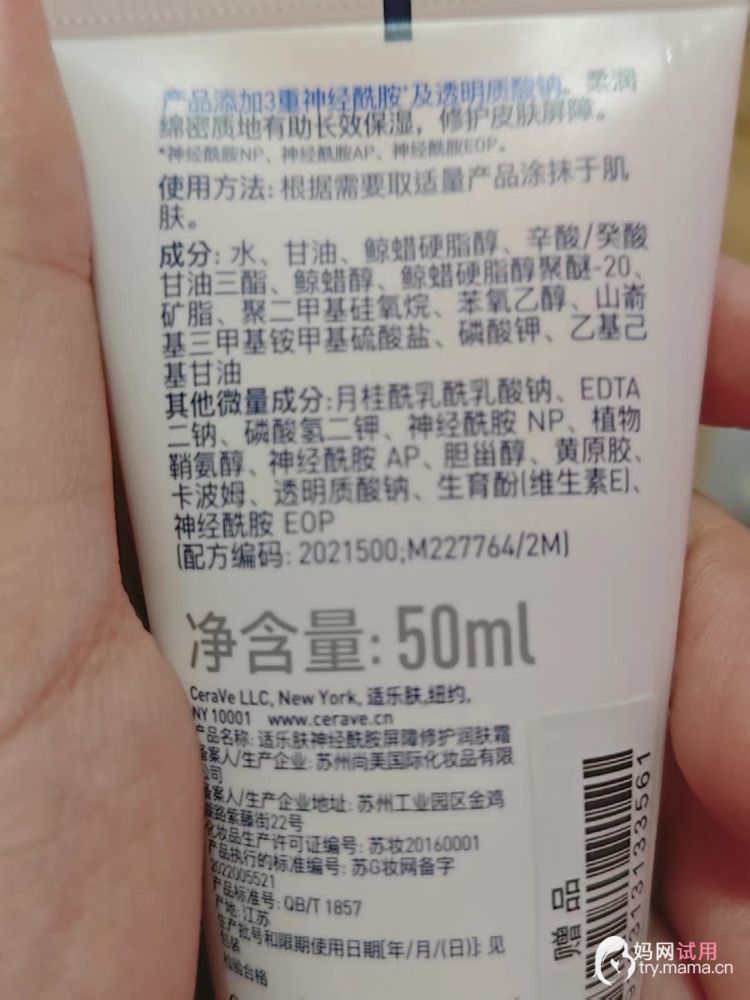 产品添加3重神经酰胺*及透明质酸钠。柔润
绵密质地有助长效保湿，修护皮肤屏障。
*神经酰胺NP、神经酰胺AP、神经酰胺EOP。
使用方法: 根据需要取适量产品涂抹于肌
肤。
成分: 水、甘油、鲸蜡硬脂醇、辛酸/癸酸
甘油三酯、鲸蜡醇、鲸蜡硬脂醇聚醚-20、
矿脂、聚二甲基硅氧烷、苯氧乙醇、山嵛
基三甲基铵甲基硫酸盐、磷酸钾、乙基己
基甘油
其他微量成分:月桂酰乳酰乳酸钠、EDTA
二钠、磷酸氢二钾、神经酰胺 NP、植物
鞘氨醇、神经酰胺 AP、胆甾醇、黄原胶、
卡波姆、透明质酸钠、生育酚(维生素E)、
神经酰胺 EOP
(配方编码: 2021500;M227764/2M)
净含量: 50ml
CeraVe LLC, New York, 适乐肤,纽约,
NY 10001 www.cerave.cn
产品名称: 适乐肤神经酰胺屏障修护润肤霜
备案人/生产企业: 苏州尚美国际化妆品有限
公司
备案人/生产企业地址: 苏州工业园区金鸡
湖路紫藤街22号
化妆品生产许可证编号: 苏妆20160001
产品执行的标准编号: 苏G妆网备字
2022005521
产品标准号: QB/T 1857
产地: 江苏
生产批号和限期使用日期[年/月/(日)]: 见
包装
检验合格
赠品
3131133561
妈网试用
try.mama.cn